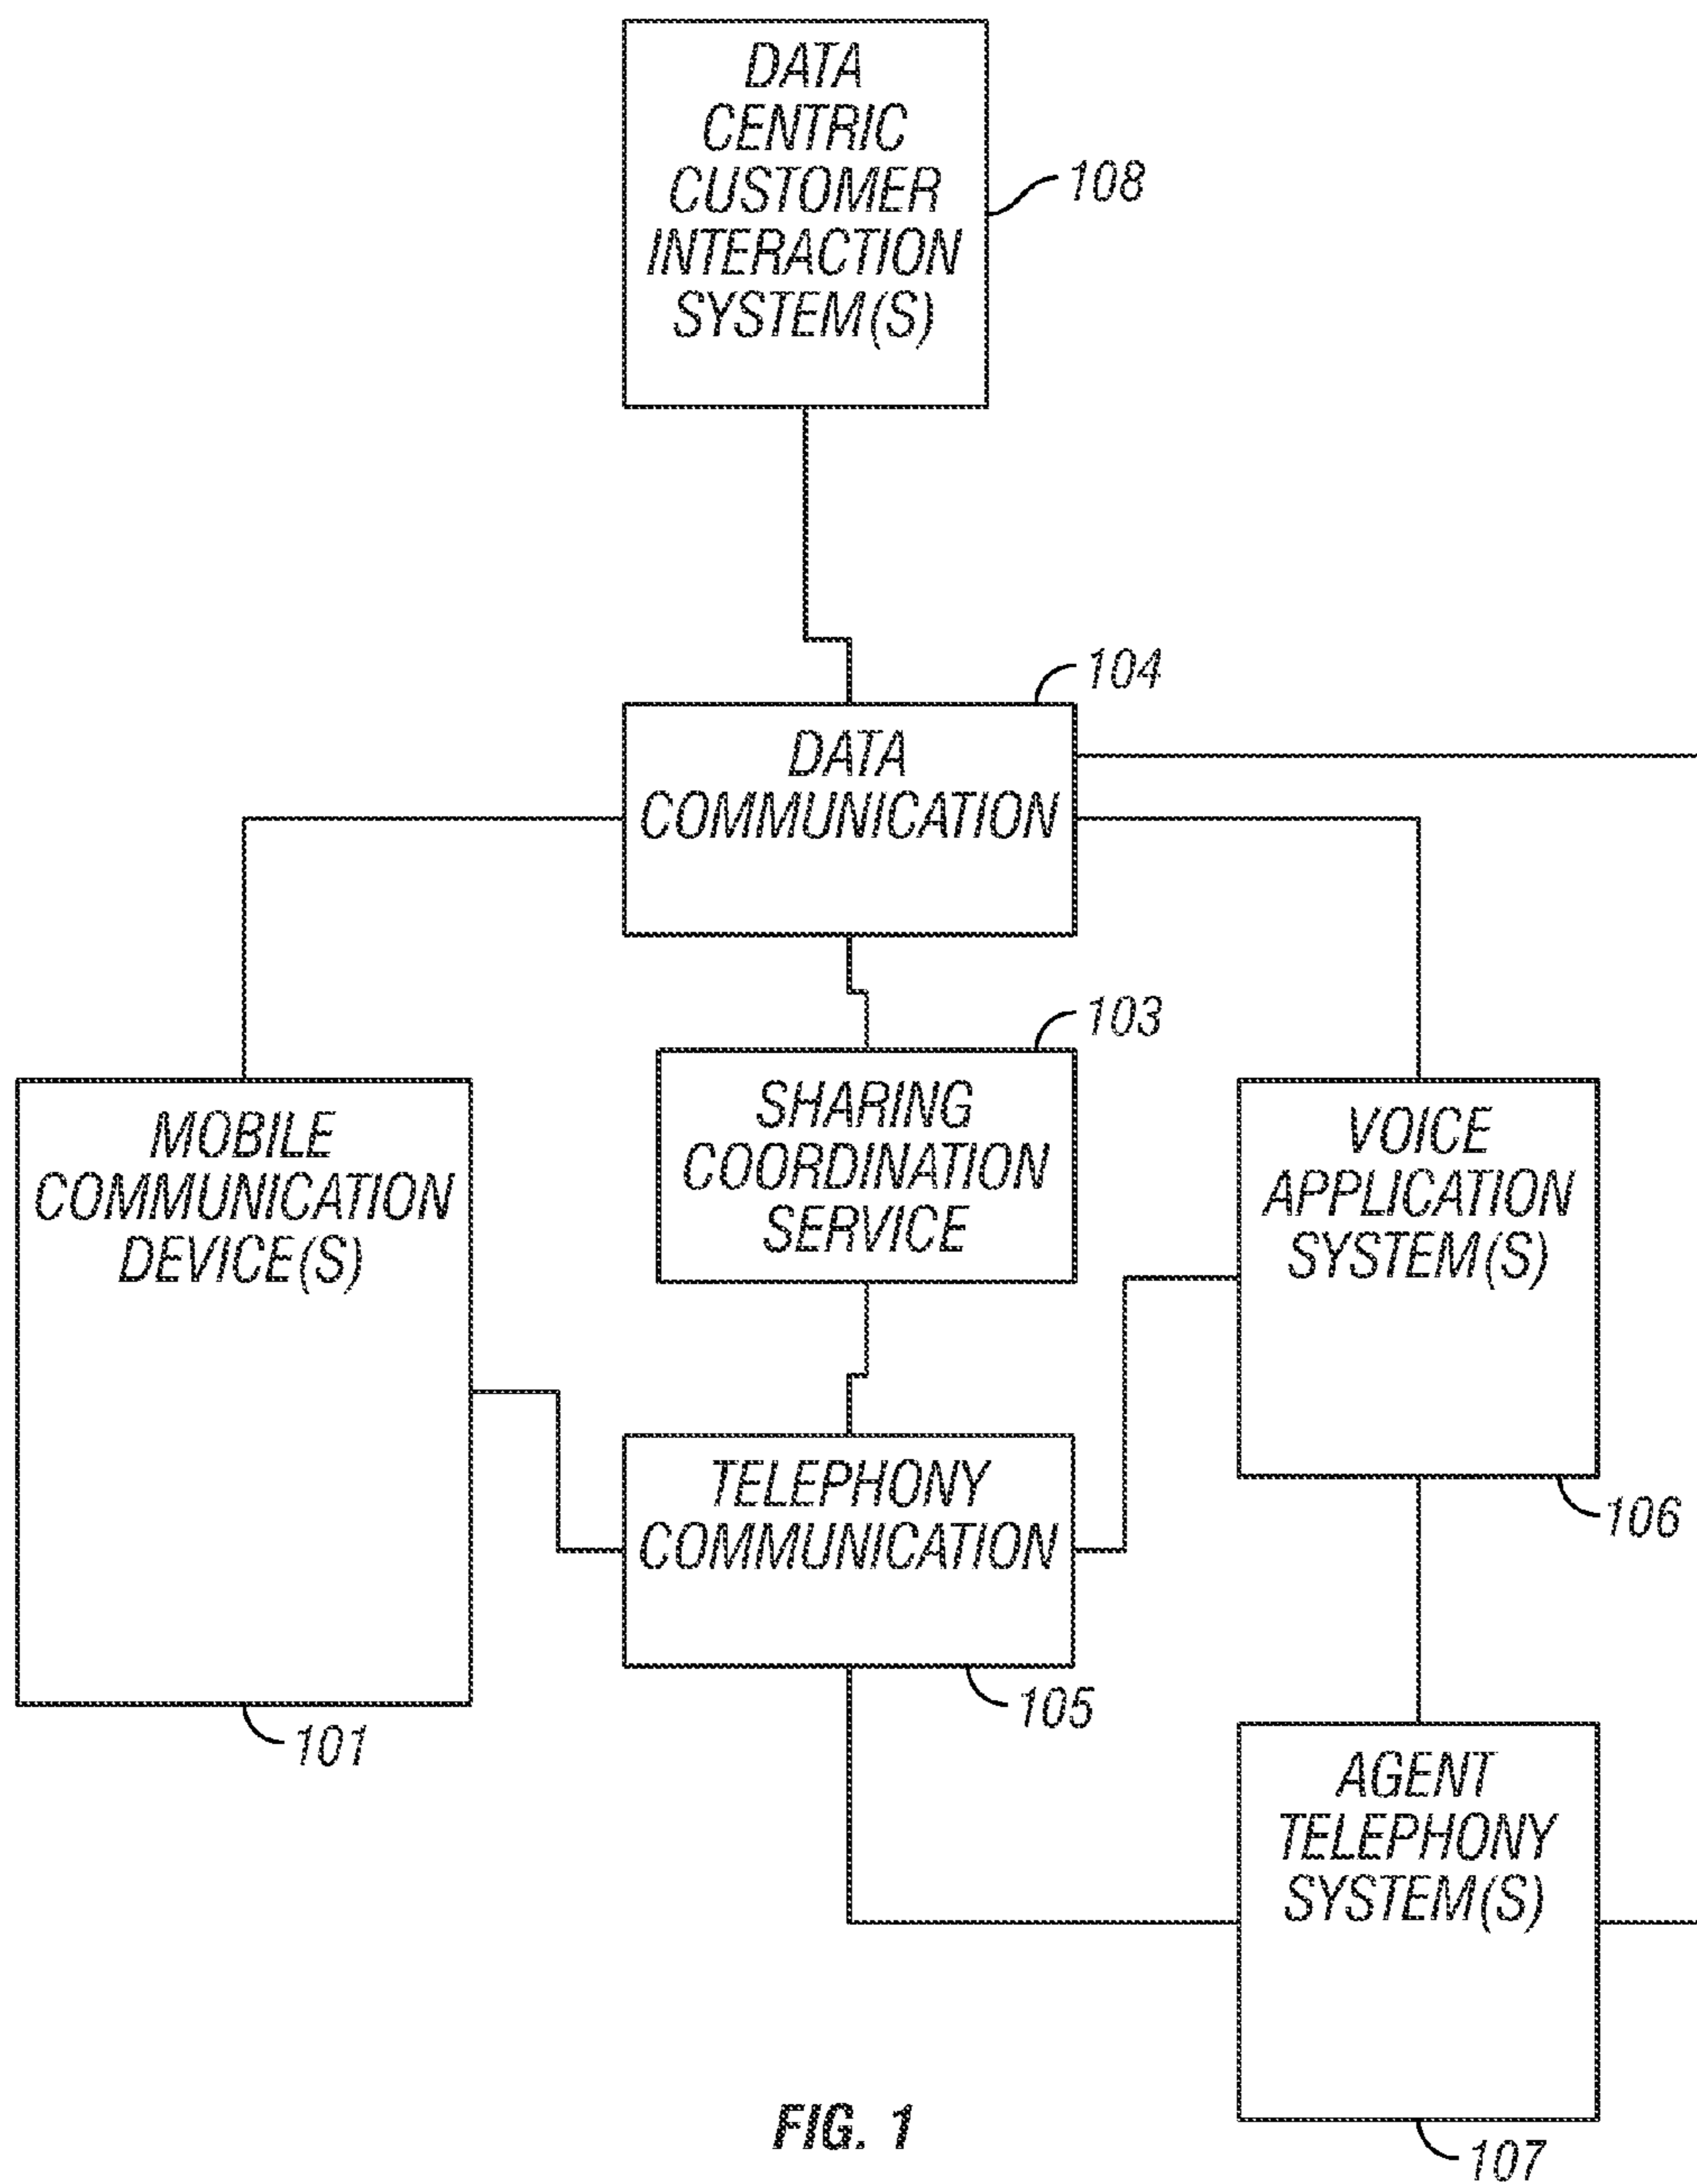 DATA
CENTRIC
CUSTOMER
INTERACTION
SYSTEM(S)
108
104
DATA
COMMUNICATION
103
SHARING
COORDINATION
SERVICE
MOBILE
COMMUNICATION
DEVICE(S)
101
VOICE
APPLICATION
SYSTEM(S)
106
TELEPHONY
COMMUNICATION
105
AGENT
TELEPHONY
SYSTEM(S)
107
FIG. 1